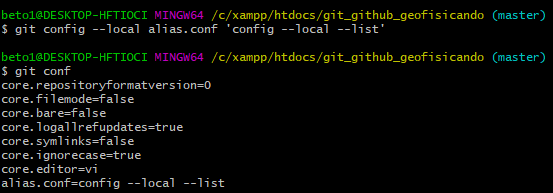 beto1@DESKTOP-HFTIOCI MINGW64 /c/xampp/htdocs/git_github_geofisicando (master)
$ git config --local alias.conf 'config --local --list'
beto1@DESKTOP-HFTIOCI MINGW64 /c/xampp/htdocs/git_github_geofisicando (master)
$ git conf
core.repositoryformatversion=0
core.filemode=false
core.bare=false
core.logallrefupdates=true
core.symlinks=false
core.ignorecase=true
core.editor=vi
alias.conf=config --local --list